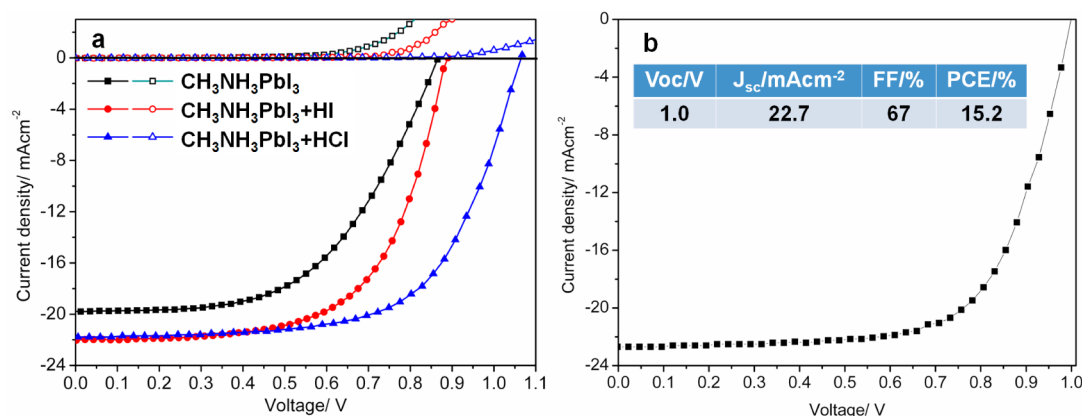 a
CH₃NH₃PbI₃
CH₃NH₃PbI₃+HI
CH₃NH₃PbI₃+HCl
0
-4
-8
-12
-16
-20
-24
Current density/ mAcm⁻²
0.0 0.1 0.2 0.3 0.4 0.5 0.6 0.7 0.8 0.9 1.0 1.1
Voltage/ V
b
Voc/V Jsc/mAcm⁻² FF/% PCE/%
1.0 22.7 67 15.2
0
-4
-8
-12
-16
-20
-24
Current density/ mAcm⁻²
0.0 0.1 0.2 0.3 0.4 0.5 0.6 0.7 0.8 0.9 1.0
Voltage/ V